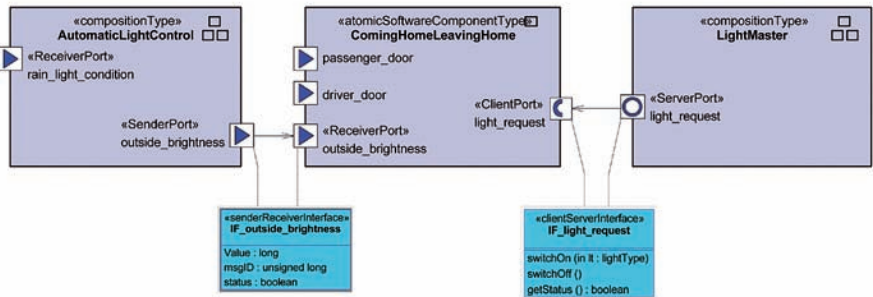 «compositionType»
AutomaticLightControl
«ReceiverPort»
rain_light_condition
«SenderPort»
outside_brightness
«atomicSoftwareComponentType»
ComingHomeLeavingHome
passenger_door
driver_door
«ReceiverPort»
outside_brightness
«ClientPort»
light_request
«compositionType»
LightMaster
«ServerPort»
light_request
«senderReceiverInterface»
IF_outside_brightness
Value : long
msgID : unsigned long
status : boolean
«clientServerInterface»
IF_light_request
switchOn (in lt : lightType)
switchOff ()
getStatus () : boolean